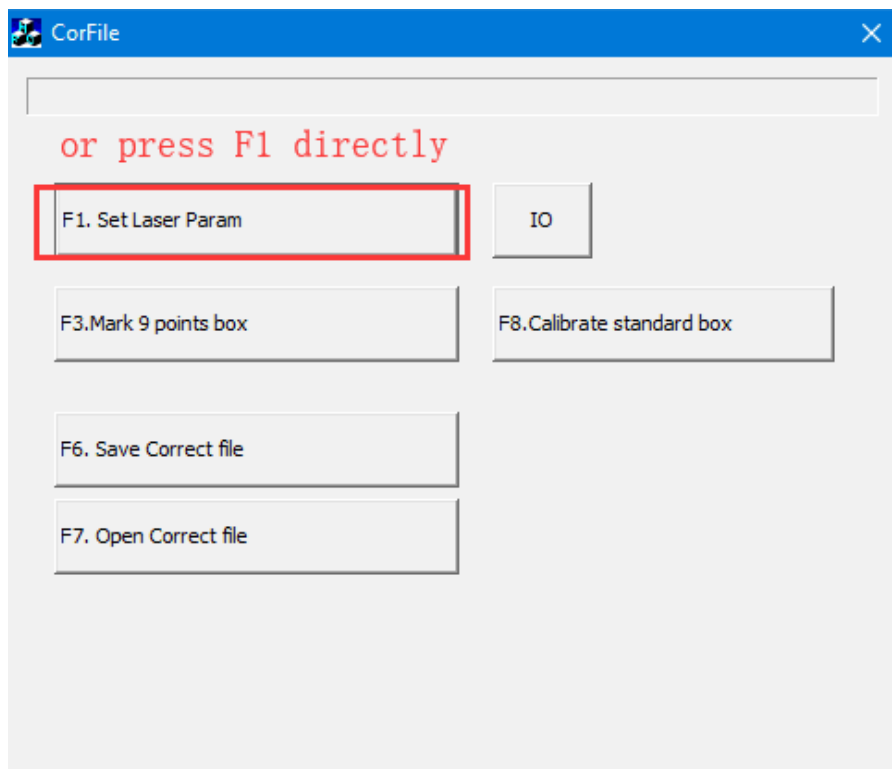 CorFile
or press F1 directly
F1. Set Laser Param
IO
F3.Mark 9 points box
F8.Calibrate standard box
F6. Save Correct file
F7. Open Correct file